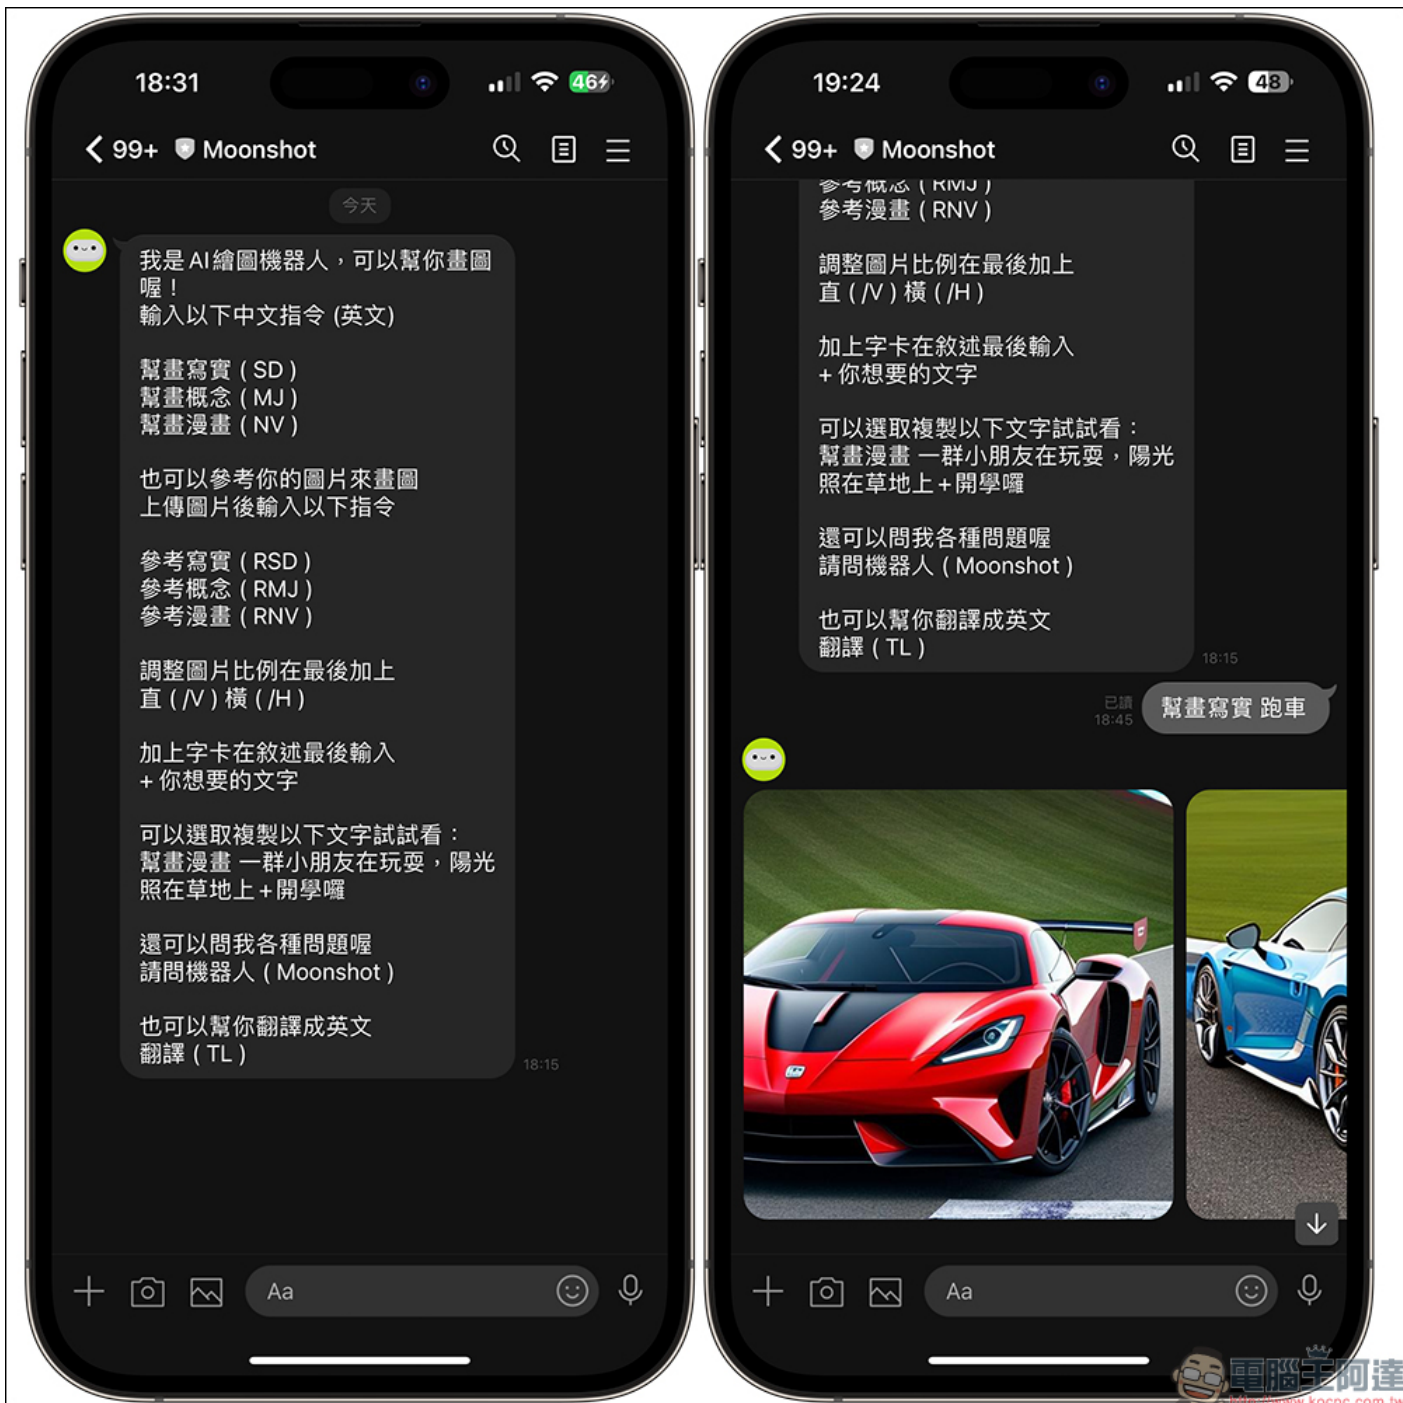 18:31
46
99+ Moonshot
今天
我是AI繪圖機器人，可以幫你畫圖
喔！
輸入以下中文指令 (英文)
幫畫寫實 ( SD )
幫畫概念 ( MJ )
幫畫漫畫 ( NV )
也可以參考你的圖片來畫圖
上傳圖片後輸入以下指令
參考寫實 ( RSD )
參考概念 ( RMJ )
參考漫畫 ( RNV )
調整圖片比例在最後加上
直 ( /V ) 橫 ( /H )
加上字卡在敘述最後輸入
+ 你想要的文字
可以選取複製以下文字試試看：
幫畫漫畫 一群小朋友在玩耍，陽光
照在草地上+開學囉
還可以問我各種問題喔
請問機器人 ( Moonshot )
也可以幫你翻譯成英文
翻譯 ( TL )
18:15
Aa
19:24
48
99+ Moonshot
參考概念 ( RMJ )
參考漫畫 ( RNV )
調整圖片比例在最後加上
直 ( /V ) 橫 ( /H )
加上字卡在敘述最後輸入
+ 你想要的文字
可以選取複製以下文字試試看：
幫畫漫畫 一群小朋友在玩耍，陽光
照在草地上+開學囉
還可以問我各種問題喔
請問機器人 ( Moonshot )
也可以幫你翻譯成英文
翻譯 ( TL )
18:15
已讀
18:45
幫畫寫實 跑車
Aa
電腦王阿達
http://www.kocpc.com.tw